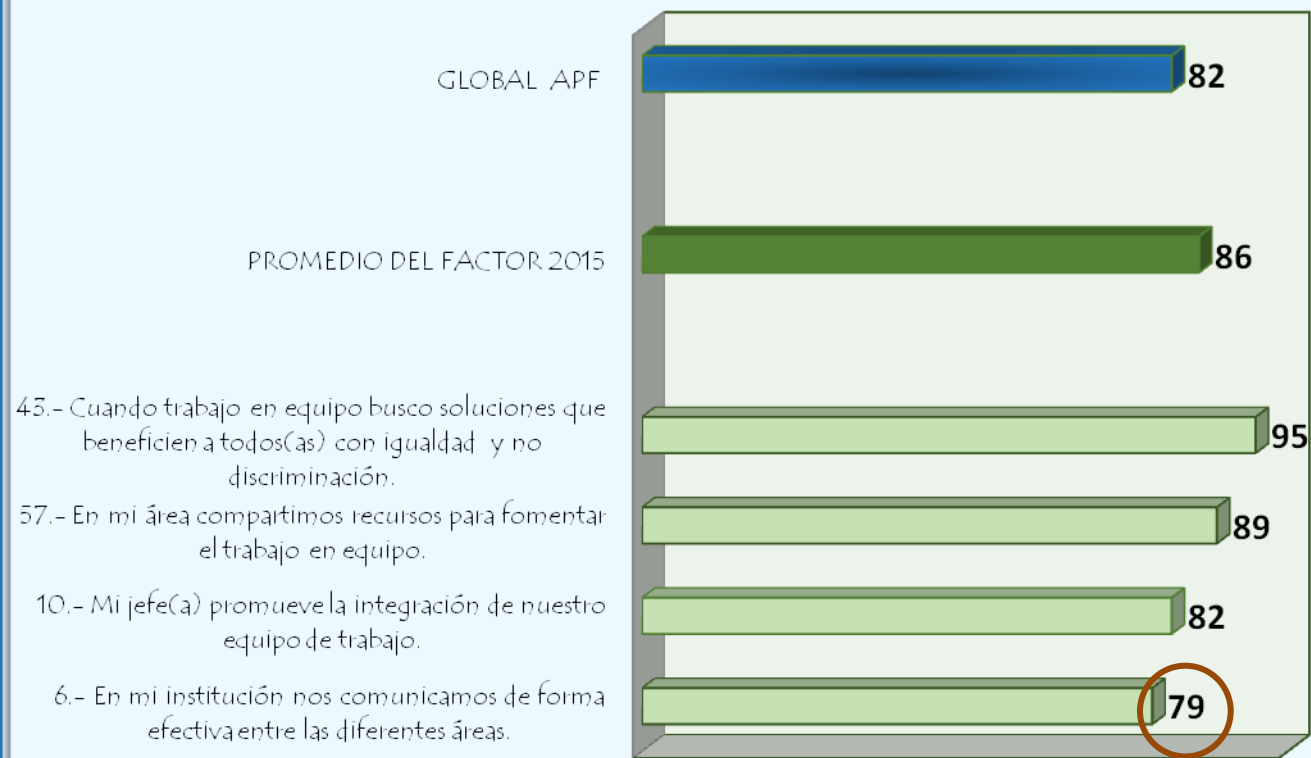 GLOBAL APF
82
PROMEDIO DEL FACTOR 2015
86
43.- Cuando trabajo en equipo busco soluciones que
beneficien a todos(as) con igualdad y no
discriminación.
95
57.- En mi área compartimos recursos para fomentar
el trabajo en equipo.
89
10.- Mi jefe(a) promueve la integración de nuestro
equipo de trabajo.
82
6.- En mi institución nos comunicamos de forma
efectiva entre las diferentes áreas.
79